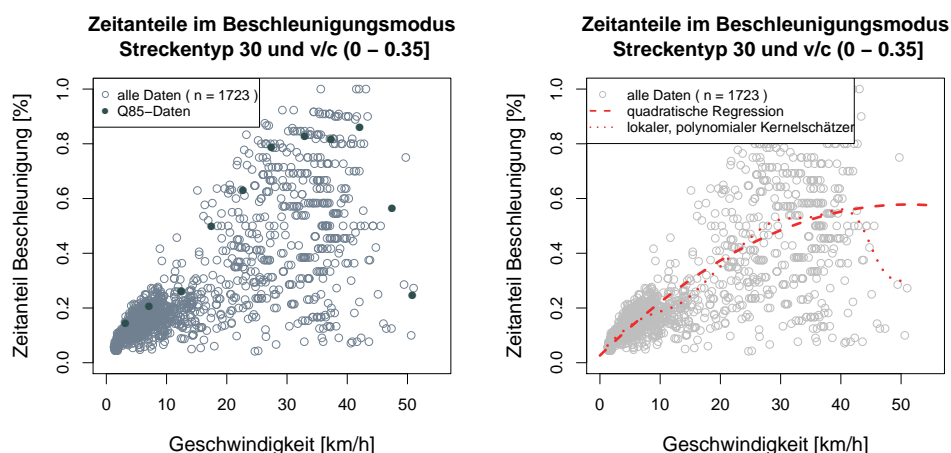 Zeitanteile im Beschleunigungsmodus
Streckentyp 30 und v/c (0 − 0.35]
alle Daten ( n = 1723 )
Q85−Daten
Zeitanteil Beschleunigung [%]
0.0
0.2
0.4
0.6
0.8
1.0
0 10 20 30 40 50
Geschwindigkeit [km/h]
Zeitanteile im Beschleunigungsmodus
Streckentyp 30 und v/c (0 − 0.35]
alle Daten ( n = 1723 )
quadratische Regression
lokaler, polynomialer Kernelschätzer
Zeitanteil Beschleunigung [%]
0.0
0.2
0.4
0.6
0.8
1.0
0 10 20 30 40 50
Geschwindigkeit [km/h]